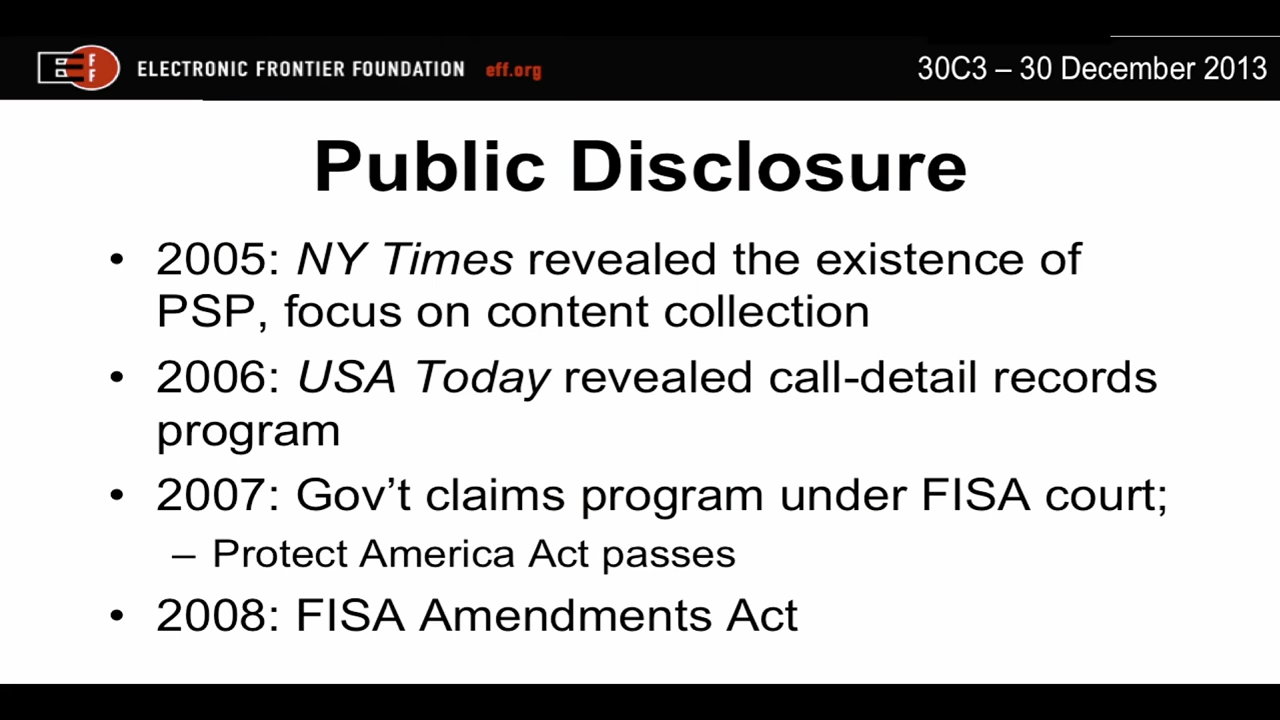 EFF ELECTRONIC FRONTIER FOUNDATION eff.org 30C3 – 30 December 2013
Public Disclosure
• 2005: NY Times revealed the existence of
PSP, focus on content collection
• 2006: USA Today revealed call-detail records
program
• 2007: Gov’t claims program under FISA court;
– Protect America Act passes
• 2008: FISA Amendments Act